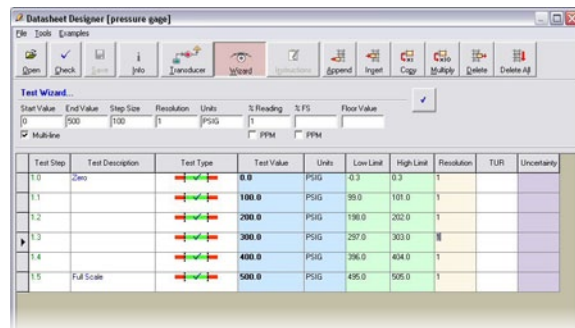 Datasheet Designer [pressure gage]
File Tools Examples
Open Check Save Info Transducer Wizard Instructions Append Insert Copy Multiply Delete Delete All
Test Wizard...
Start Value End Value Step Size Resolution Units % Reading % FS Floor Value
0 500 100 1 PSIG 1
Multi-line PPM PPM
Test Step Test Description Test Type Test Value Units Low Limit High Limit Resolution TUR Uncertainty
1.0 Zero 0.0 PSIG -0.3 0.3 1
1.1 100.0 PSIG 99.0 101.0 1
1.2 200.0 PSIG 198.0 202.0 1
1.3 300.0 PSIG 297.0 303.0 1
1.4 400.0 PSIG 396.0 404.0 1
1.5 Full Scale 500.0 PSIG 495.0 505.0 1